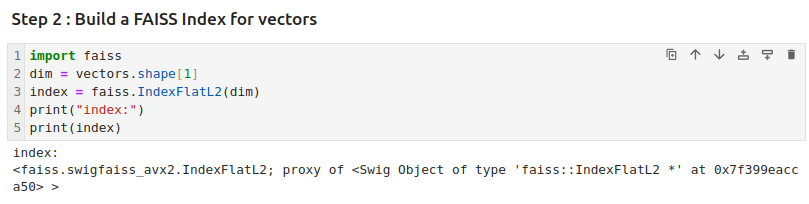 Step 2 : Build a FAISS Index for vectors
1 import faiss
2 dim = vectors.shape[1]
3 index = faiss.IndexFlatL2(dim)
4 print("index:")
5 print(index)
index:
<faiss.swigfaiss_avx2.IndexFlatL2; proxy of <Swig Object of type 'faiss::IndexFlatL2 *' at 0x7f399eacc
a50> >